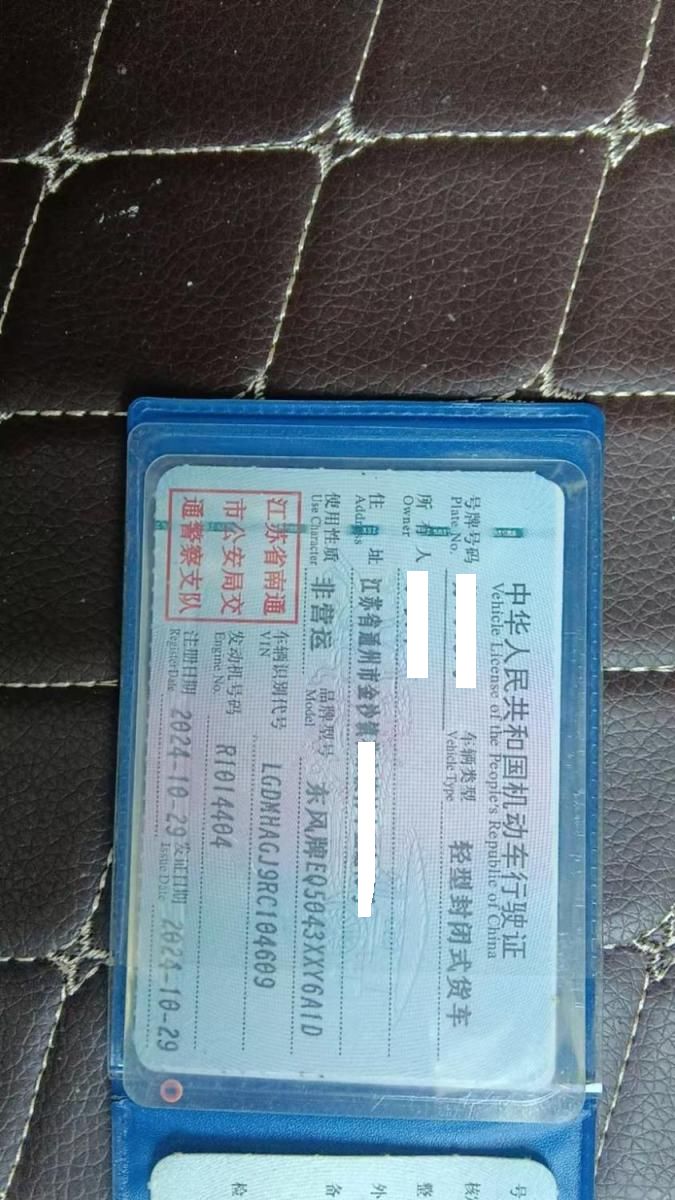 中华人民共和国机动车行驶证
Vehicle License of the People's Republic of China
号牌号码 车辆类型 轻型封闭式货车
Plate No. Vehicle Type
所有人
Owner
住址 江苏省通州市金沙镇
Address
使用性质 非营运 品牌型号 东风牌EQ5043XXY6A1D
Use Character Model
江苏省南通
市公安局交
通警察支队
车辆识别代号 LGDMHAGJ9RC104609
VIN
发动机号码 R1014404
Engine No.
注册日期 2024-10-29 发证日期 2024-10-29
Register Date Issue Date
号
核
整
外
备
检